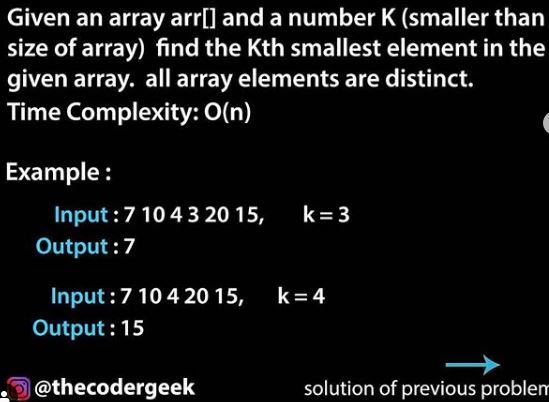 Given an array arr[] and a number K (smaller than
size of array) find the Kth smallest element in the
given array. all array elements are distinct.
Time Complexity: O(n)
Example :
Input : 7 10 4 3 20 15, k = 3
Output : 7
Input : 7 10 4 20 15, k = 4
Output : 15
@thecodergeek
solution of previous problem